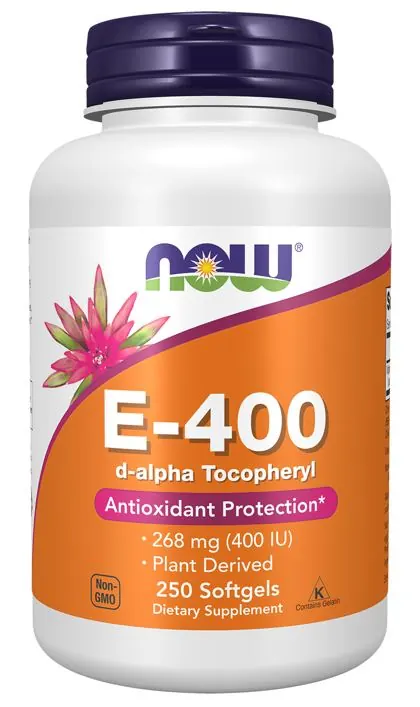 NOW®
E-400
d-alpha Tocopheryl
Antioxidant Protection*
• 268 mg (400 IU)
• Plant Derived
250 Softgels
Dietary Supplement
Non-
GMO
K
Contains Gelatin